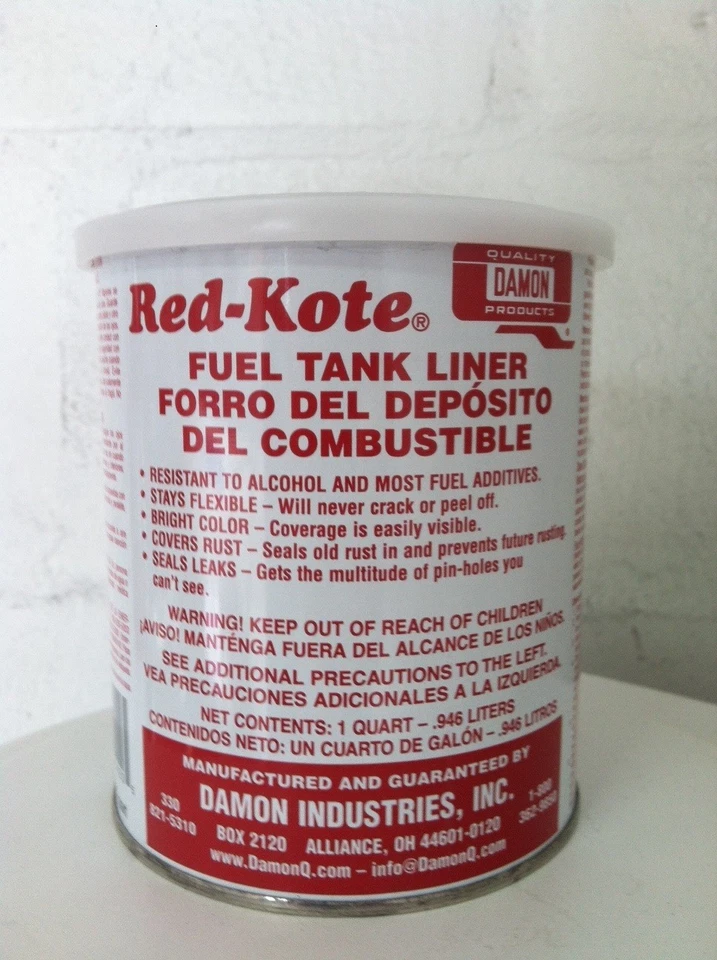 QUALITY
DAMON
PRODUCTS
Red-Kote®
FUEL TANK LINER
FORRO DEL DEPÓSITO
DEL COMBUSTIBLE
• RESISTANT TO ALCOHOL AND MOST FUEL ADDITIVES.
• STAYS FLEXIBLE – Will never crack or peel off.
• BRIGHT COLOR – Coverage is easily visible.
• COVERS RUST – Seals old rust in and prevents future rusting.
• SEALS LEAKS – Gets the multitude of pin-holes you
can't see.
WARNING! KEEP OUT OF REACH OF CHILDREN
¡AVISO! MANTÉNGA FUERA DEL ALCANCE DE LOS NIÑOS.
SEE ADDITIONAL PRECAUTIONS TO THE LEFT.
VEA PRECAUCIONES ADICIONALES A LA IZQUIERDA.
NET CONTENTS: 1 QUART – .946 LITERS
CONTENIDOS NETO: UN CUARTO DE GALÓN – .946 LITROS
MANUFACTURED AND GUARANTEED BY
DAMON INDUSTRIES, INC.
330
821-5310
1-800
BOX 2120 ALLIANCE, OH 44601-0120
www.DamonQ.com – info@DamonQ.com